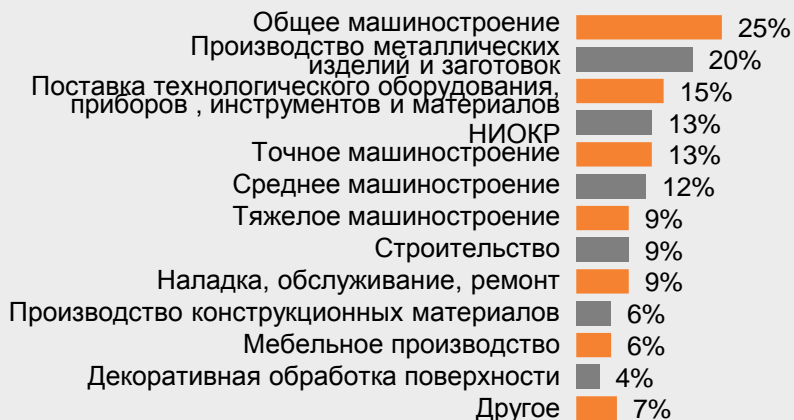 Общее машиностроение 25%
Производство металлических
изделий и заготовок 20%
Поставка технологического оборудования, 15%
приборов , инструментов и материалов
НИОКР 13%
Точное машиностроение 13%
Среднее машиностроение 12%
Тяжелое машиностроение 9%
Строительство 9%
Наладка, обслуживание, ремонт 9%
Производство конструкционных материалов 6%
Мебельное производство 6%
Декоративная обработка поверхности 4%
Другое 7%